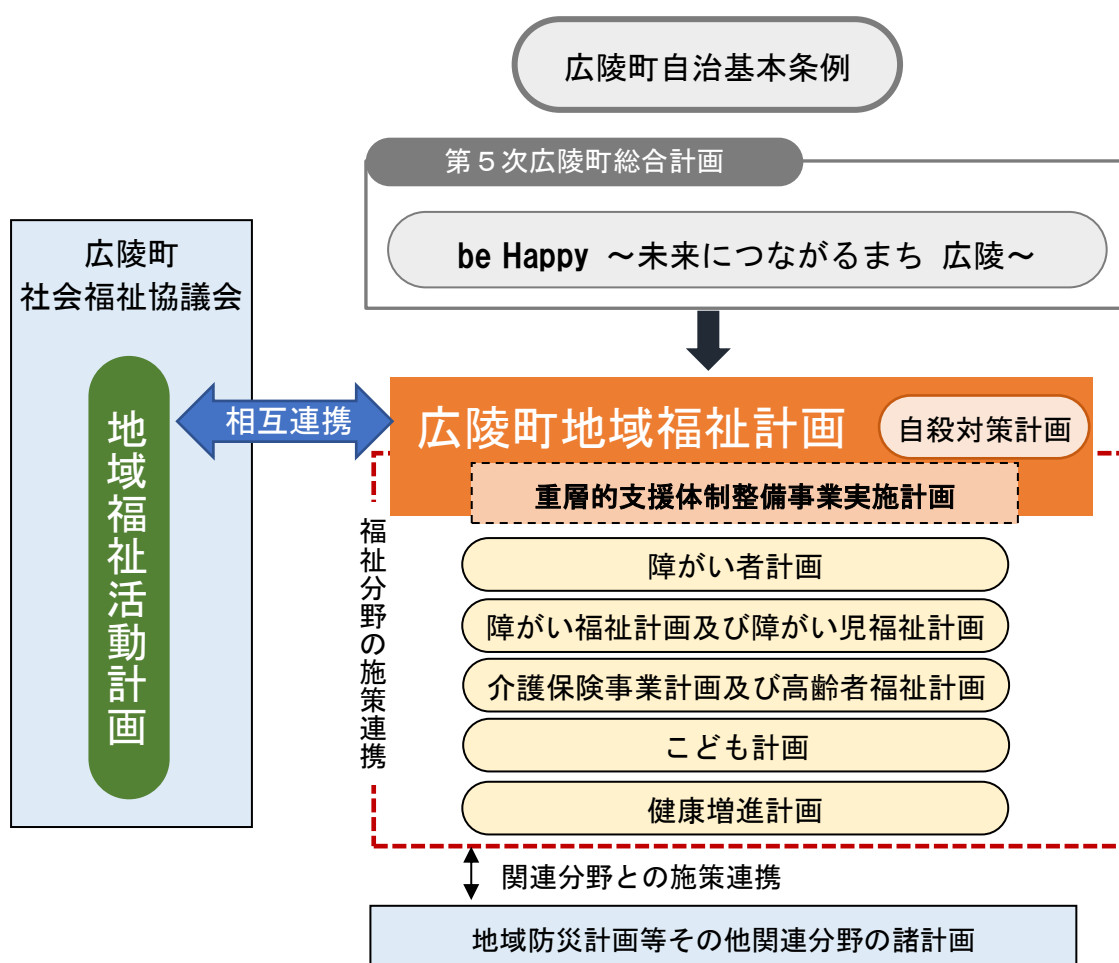 広陵町自治基本条例
第５次広陵町総合計画
be Happy ～未来につながるまち 広陵～
広陵町
社会福祉協議会
地域福祉活動計画
相互連携
広陵町地域福祉計画
自殺対策計画
重層的支援体制整備事業実施計画
福祉分野の施策連携
障がい者計画
障がい福祉計画及び障がい児福祉計画
介護保険事業計画及び高齢者福祉計画
こども計画
健康増進計画
関連分野との施策連携
地域防災計画等その他関連分野の諸計画